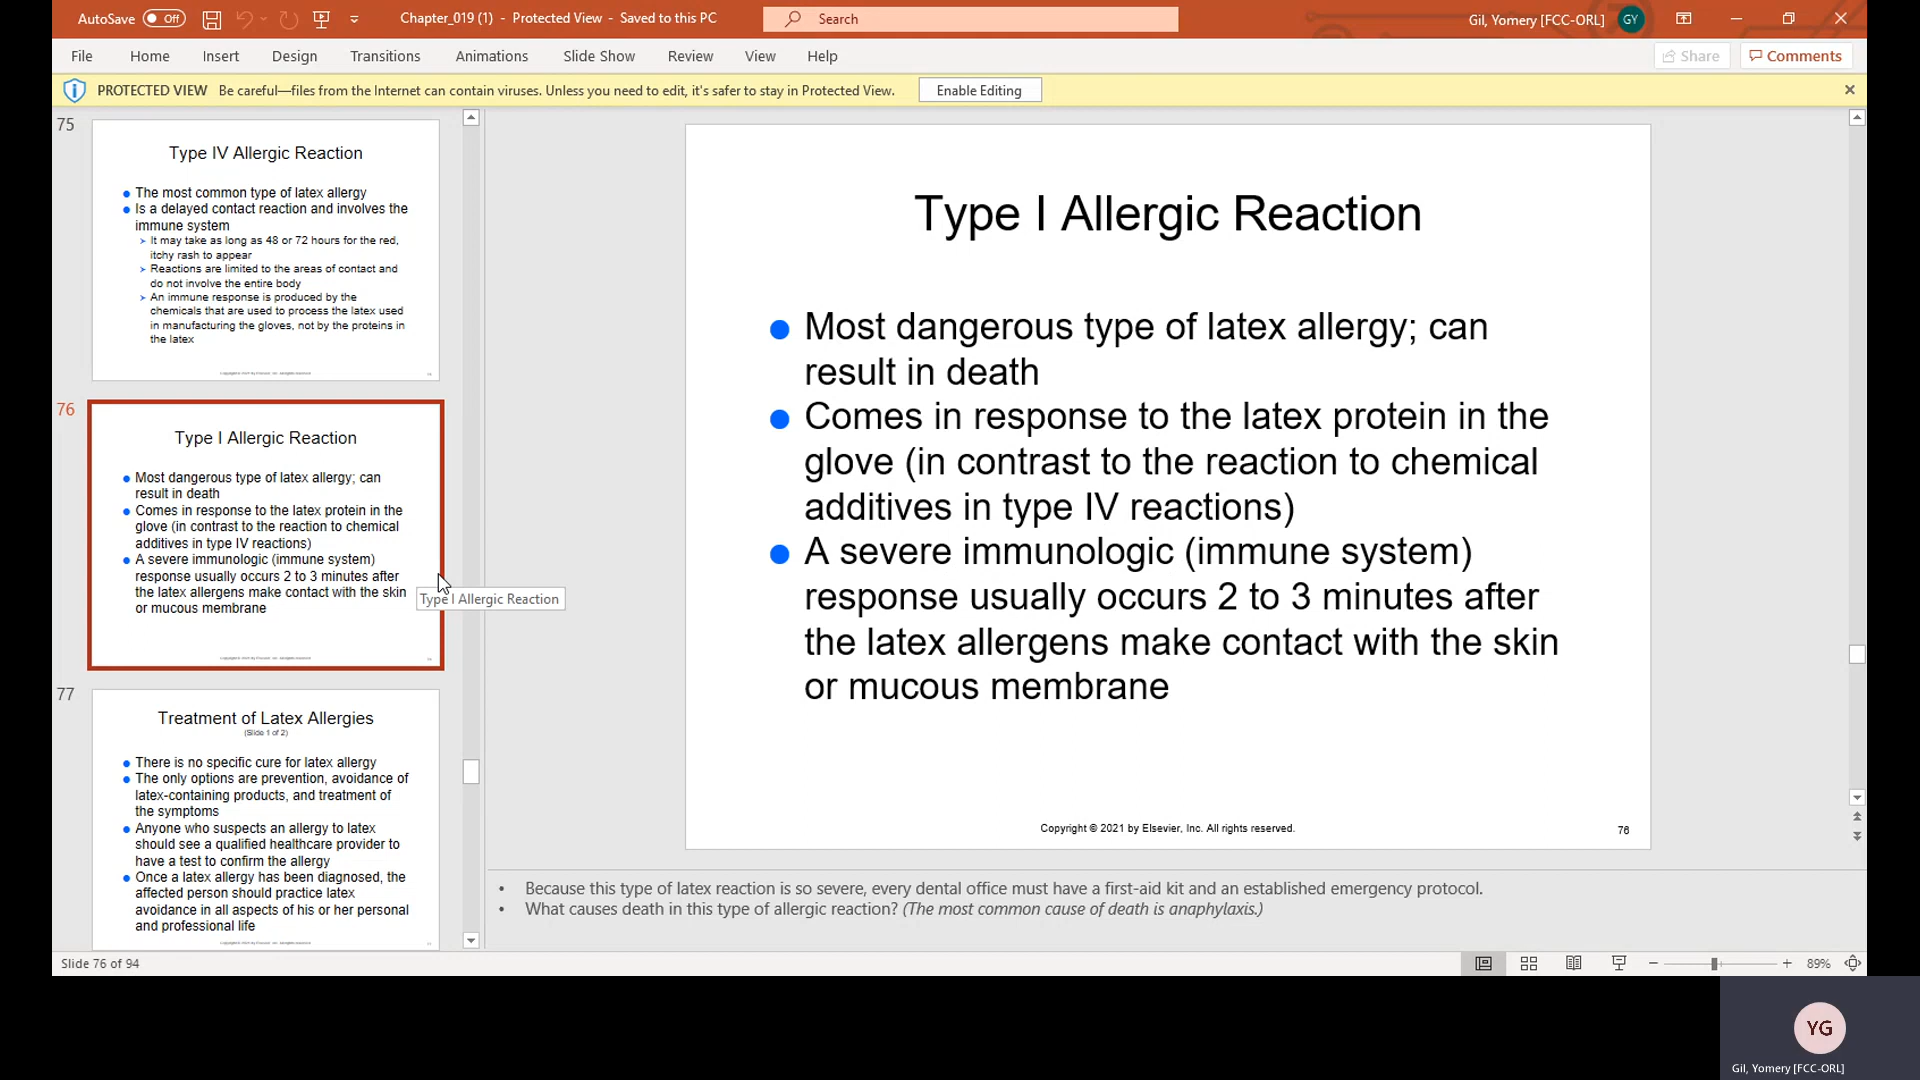 AutoSave Off
Chapter_019 (1) - Protected View - Saved to this PC
Search
Gil, Yomery [FCC-ORL] GY
File Home Insert Design Transitions Animations Slide Show Review View Help
Share Comments
PROTECTED VIEW Be careful—files from the Internet can contain viruses. Unless you need to edit, it's safer to stay in Protected View. Enable Editing
75
Type IV Allergic Reaction
The most common type of latex allergy
Is a delayed contact reaction and involves the
immune system
It may take as long as 48 or 72 hours for the red,
itchy rash to appear
Reactions are limited to the areas of contact and
do not involve the entire body
An immune response is produced by the
chemicals that are used to process the latex used
in manufacturing the gloves, not by the proteins in
the latex
76
Type I Allergic Reaction
Most dangerous type of latex allergy; can
result in death
Comes in response to the latex protein in the
glove (in contrast to the reaction to chemical
additives in type IV reactions)
A severe immunologic (immune system)
response usually occurs 2 to 3 minutes after
the latex allergens make contact with the skin
or mucous membrane
Type I Allergic Reaction
77
Treatment of Latex Allergies
(Slide 1 of 2)
There is no specific cure for latex allergy
The only options are prevention, avoidance of
latex-containing products, and treatment of
the symptoms
Anyone who suspects an allergy to latex
should see a qualified healthcare provider to
have a test to confirm the allergy
Once a latex allergy has been diagnosed, the
affected person should practice latex
avoidance in all aspects of his or her personal
and professional life
Type I Allergic Reaction
Most dangerous type of latex allergy; can
result in death
Comes in response to the latex protein in the
glove (in contrast to the reaction to chemical
additives in type IV reactions)
A severe immunologic (immune system)
response usually occurs 2 to 3 minutes after
the latex allergens make contact with the skin
or mucous membrane
Copyright © 2021 by Elsevier, Inc. All rights reserved.
76
• Because this type of latex reaction is so severe, every dental office must have a first-aid kit and an established emergency protocol.
• What causes death in this type of allergic reaction? (The most common cause of death is anaphylaxis.)
Slide 76 of 94
89%
YG
Gil, Yomery [FCC-ORL]